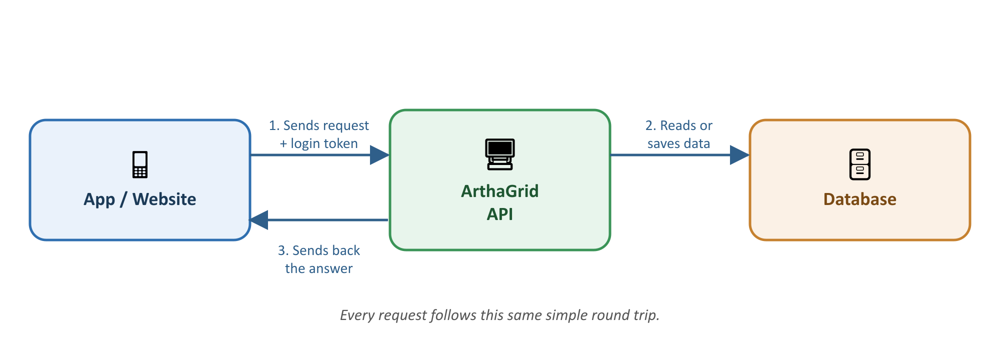 1. Sends request
+ login token
2. Reads or
saves data
App / Website
ArthaGrid
API
Database
3. Sends back
the answer
Every request follows this same simple round trip.